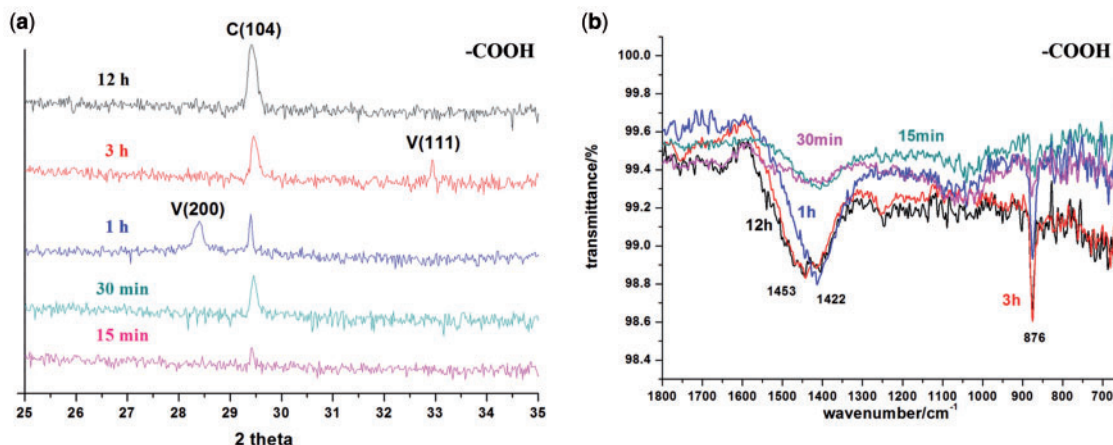 (a)
C(104)
-COOH
12 h
V(111)
3 h
V(200)
1 h
30 min
15 min
25 26 27 28 29 30 31 32 33 34 35
2 theta
(b)
-COOH
100.0
99.8
99.6
99.4
99.2
99.0
98.8
98.6
98.4
transmittance/%
30min
15min
1h
12h
1453
1422
3h
876
1800 1700 1600 1500 1400 1300 1200 1100 1000 900 800 700
wavenumber/cm⁻¹